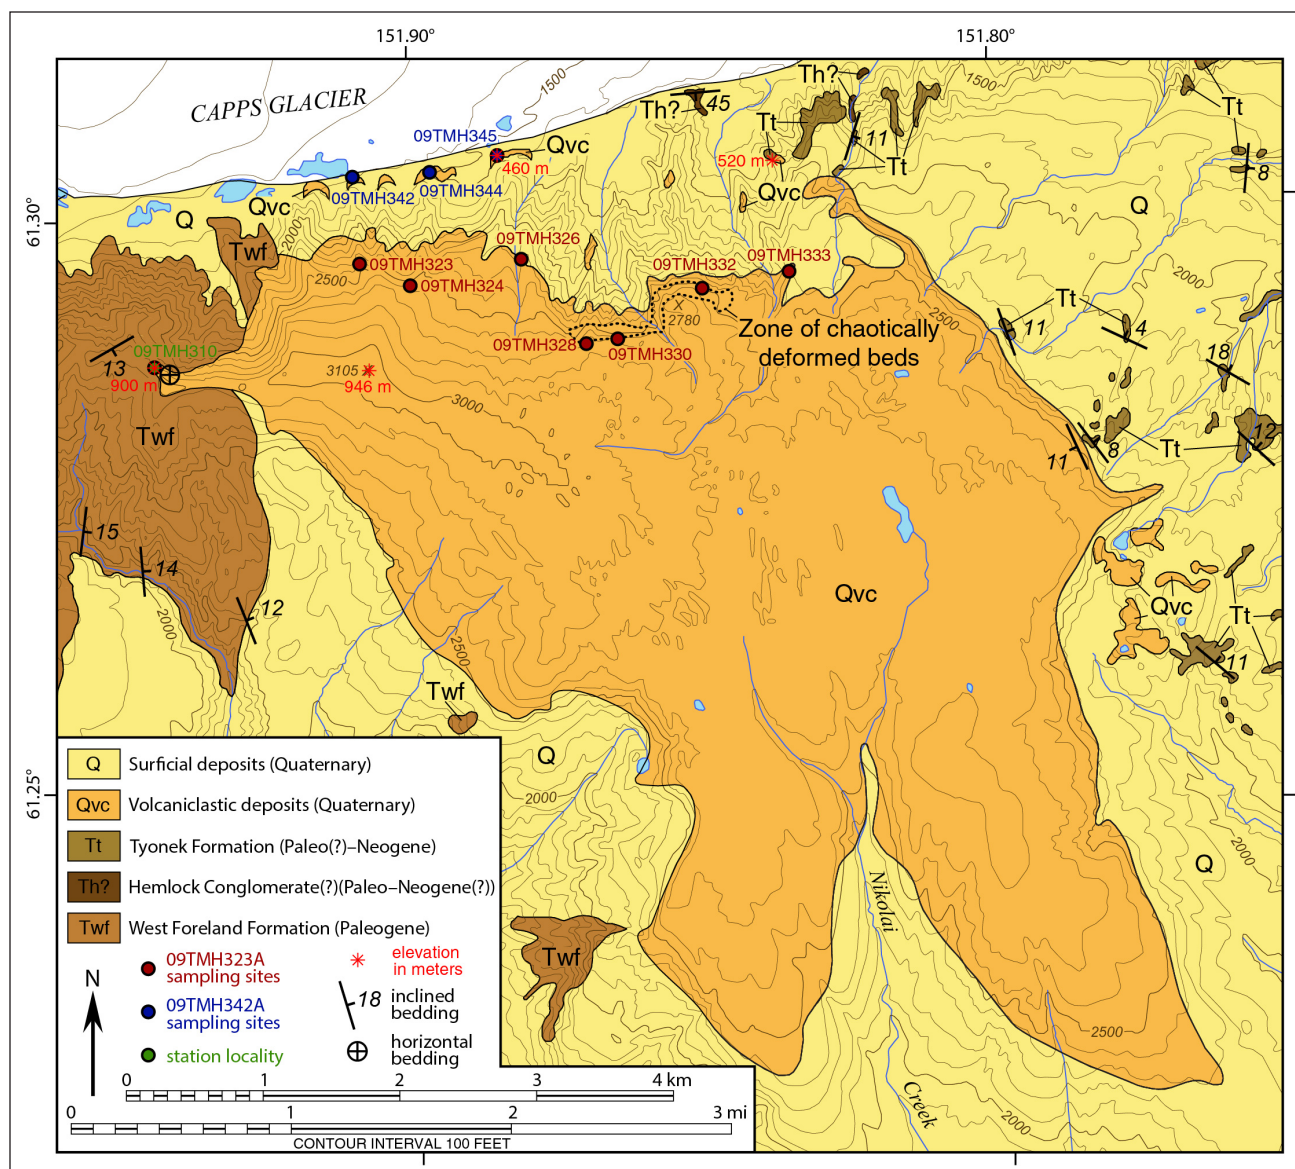 151.90°
151.80°
1500
1500
CAPPS GLACIER
Th?
Th?
45
Tt
Tt
11
Tt
8
09TMH345
Qvc
460 m
520 m
09TMH342
09TMH344
Qvc
Q
61.30°
Q
Qvc
2000
Twf
09TMH326
09TMH323
2500
09TMH324
09TMH332
09TMH333
2000
2780
2500
Zone of chaotically
deformed beds
Tt
11
4
09TMH328
09TMH330
09TMH310
13
900 m
3105
946 m
3000
18
Twf
12
Tt
8
11
15
14
12
2000
Qvc
Qvc
Tt
11
2500
Twf
Q
2000
61.25°
Q
2000
Nikolai
Creek
2500
2000
Twf
Q Surficial deposits (Quaternary)
Qvc Volcaniclastic deposits (Quaternary)
Tt Tyonek Formation (Paleo(?)–Neogene)
Th? Hemlock Conglomerate(?)(Paleo–Neogene(?))
Twf West Foreland Formation (Paleogene)
09TMH323A
sampling sites
09TMH342A
sampling sites
station locality
elevation
in meters
18 inclined
bedding
horizontal
bedding
N
0 1 2 3 4 km
0 1 2 3 mi
CONTOUR INTERVAL 100 FEET